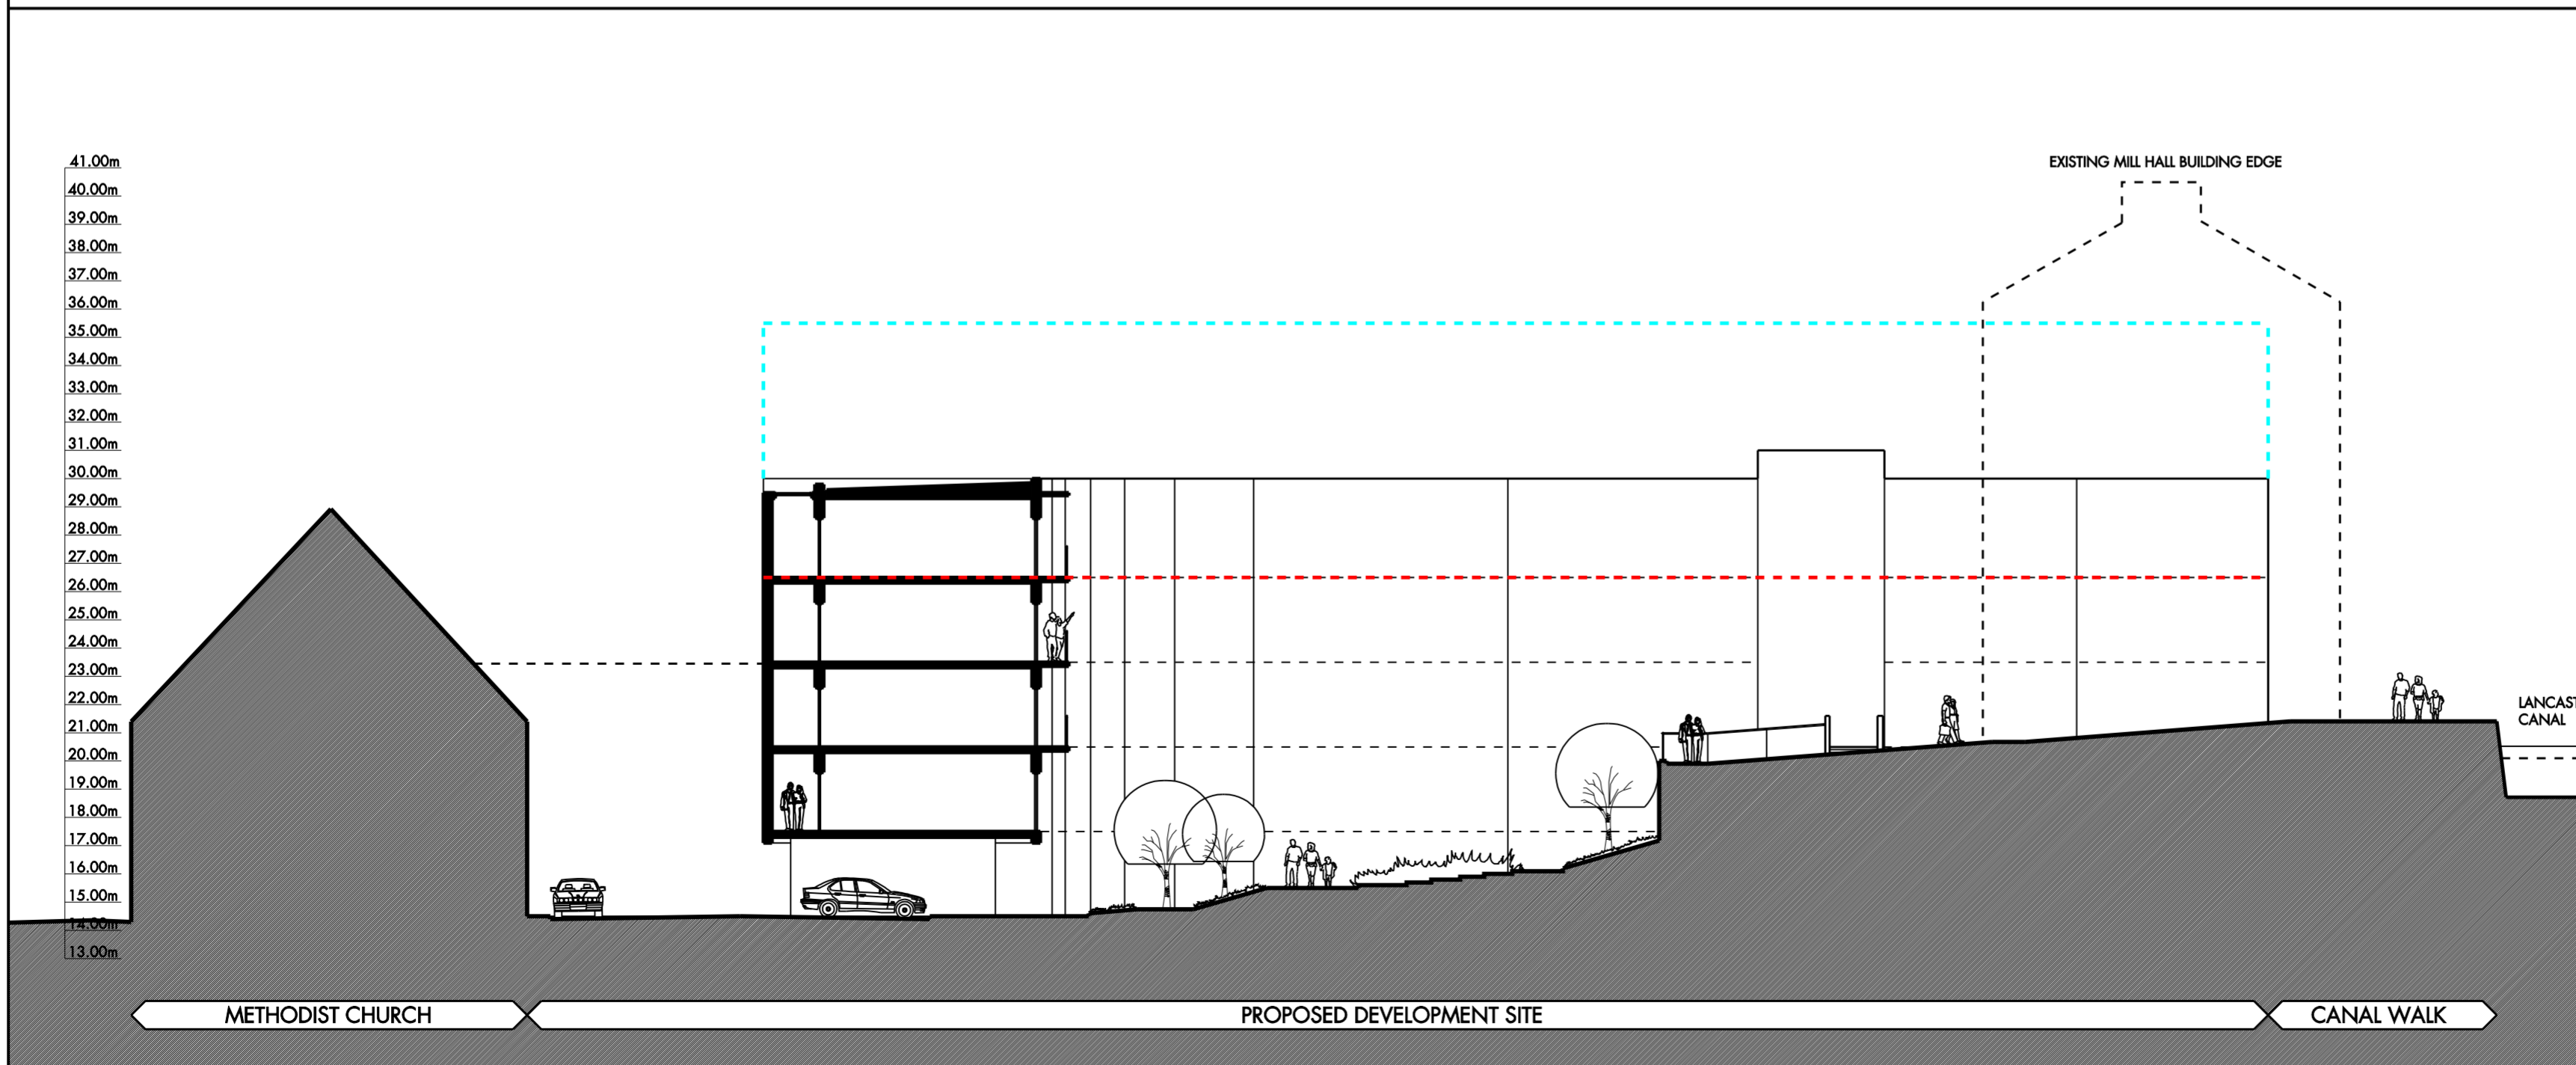 41.00m
40.00m
39.00m
38.00m
37.00m
36.00m
35.00m
34.00m
33.00m
32.00m
31.00m
30.00m
29.00m
28.00m
27.00m
26.00m
25.00m
24.00m
23.00m
22.00m
21.00m
20.00m
19.00m
18.00m
17.00m
16.00m
15.00m
14.00m
13.00m
EXISTING MILL HALL BUILDING EDGE
LANCAST
CANAL
METHODIST CHURCH
PROPOSED DEVELOPMENT SITE
CANAL WALK